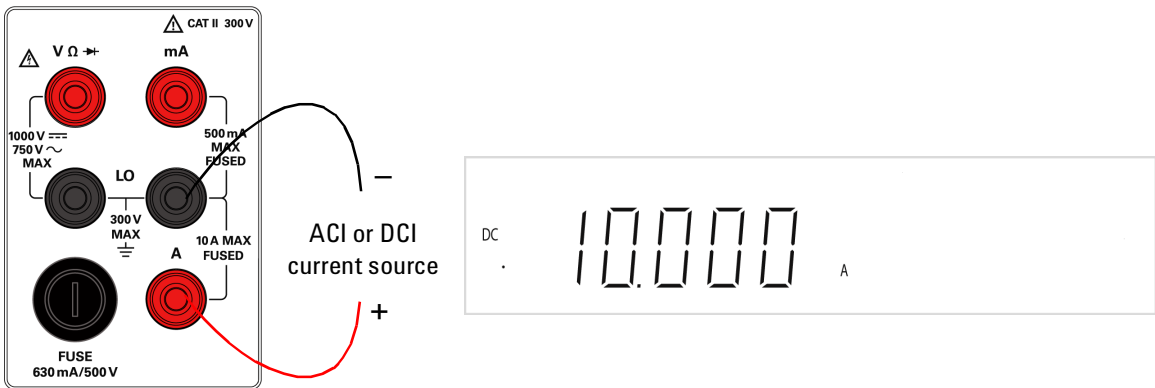 CAT II 300 V
V Ω
mA
1000 V
750 V
MAX
500 mA
MAX
FUSED
LO
300 V
MAX
10 A MAX
FUSED
A
FUSE
630 mA/500 V
−
ACI or DCI
current source
+
DC
10.000
A